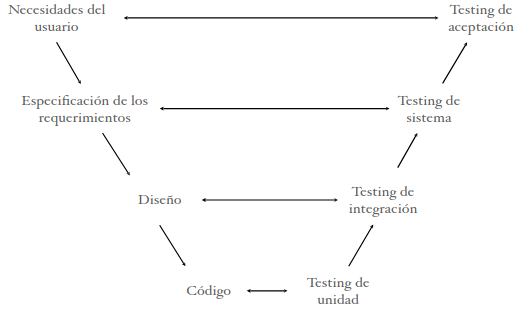 Necesidades del
usuario
Testing de
aceptación
Especificación de los
requerimientos
Testing de
sistema
Diseño
Testing de
integración
Código
Testing de
unidad